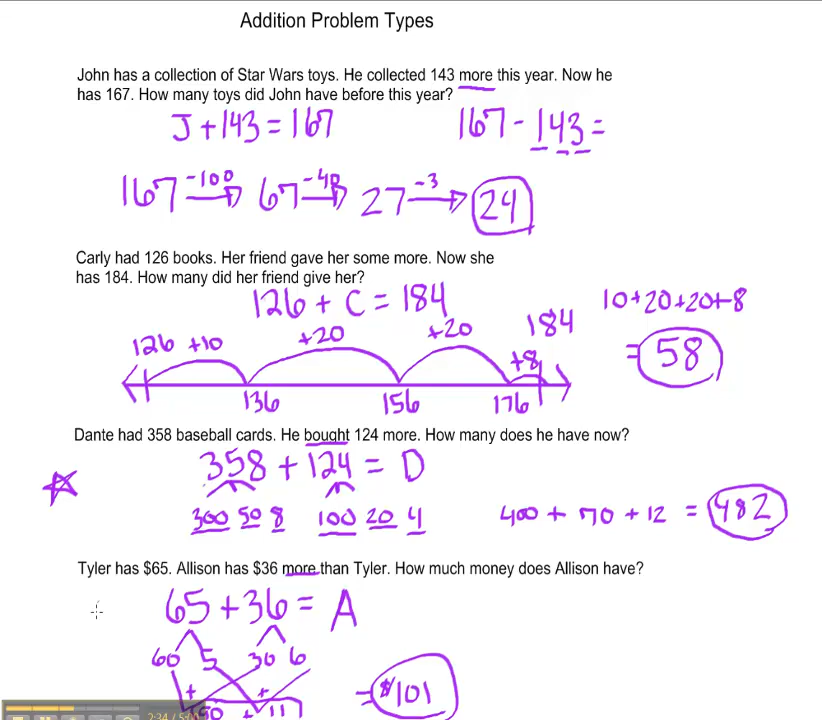 Addition Problem Types
John has a collection of Star Wars toys. He collected 143 more this year. Now he
has 167. How many toys did John have before this year?
J + 143 = 167 167 - 143 =
167 -100 67 -40 27 -3 24
Carly had 126 books. Her friend gave her some more. Now she
has 184. How many did her friend give her?
126 + C = 184 10+20+20+8
126 +10 +20 +20 +8 184 = 58
136 156 176
Dante had 358 baseball cards. He bought 124 more. How many does he have now?
358 + 124 = D
300 50 8 100 20 4 400 + 70 + 12 = 482
Tyler has $65. Allison has $36 more than Tyler. How much money does Allison have?
65 + 36 = A
60 5 30 6
+ + = $101
+ 11
2:34